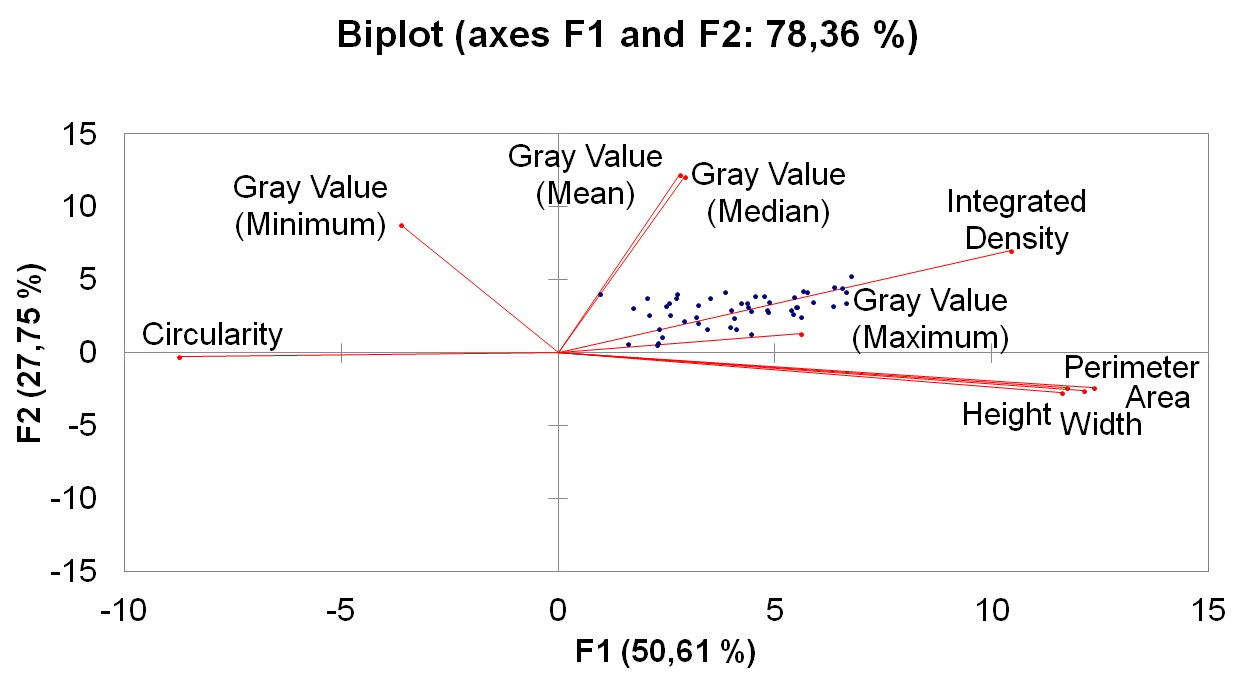 Biplot (axes F1 and F2: 78,36 %)
15
10
5
0
-5
-10
-15
F2 (27,75 %)
Gray Value
(Mean)
Gray Value
(Median)
Gray Value
(Minimum)
Integrated
Density
Circularity
Gray Value
(Maximum)
Perimeter
Area
Height
Width
-10
-5
0
5
10
15
F1 (50,61 %)